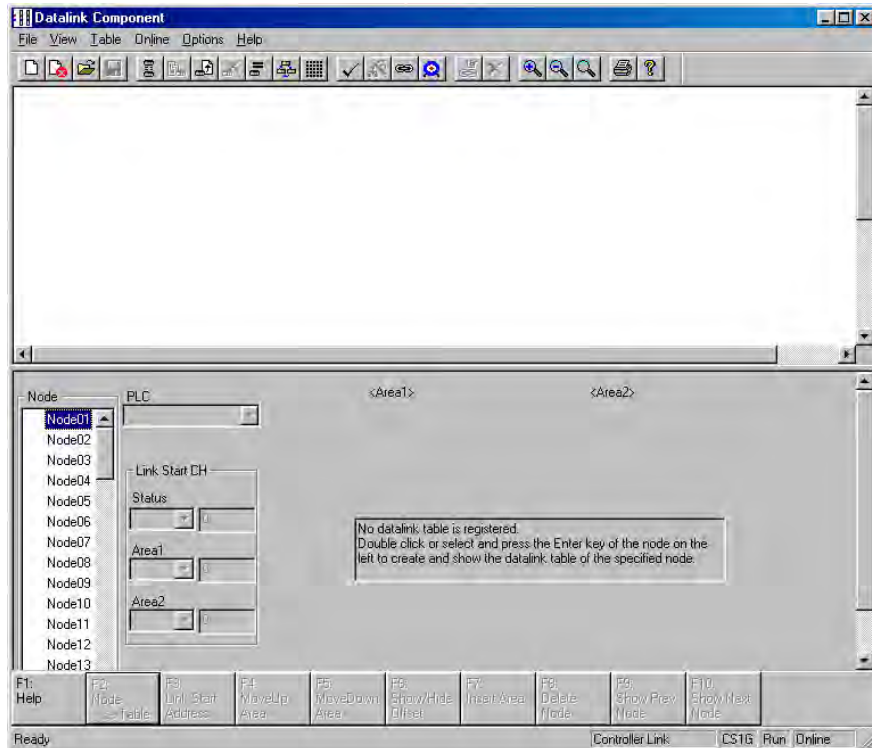 Datalink Component
File View Table Online Options Help
<Area1> <Area2>
Node
PLC
Node01
Node02
Node03
Node04
Node05
Node06
Node07
Node08
Node09
Node10
Node11
Node12
Node13
Link Start CH
Status
0
Area1
0
Area2
0
No datalink table is registered.
Double click or select and press the Enter key of the node on the
left to create and show the datalink table of the specified node.
F1:
Help
F2:
Node
->Table
F3:
Link Start
Address
F4:
MoveUp
Area
F5:
MoveDown
Area
F6:
Show/Hide
Offset
F7:
Insert Area
F8:
Delete
Node
F9:
Show Prev
Node
F10:
Show Next
Node
Ready Controller Link CS1G Run Online